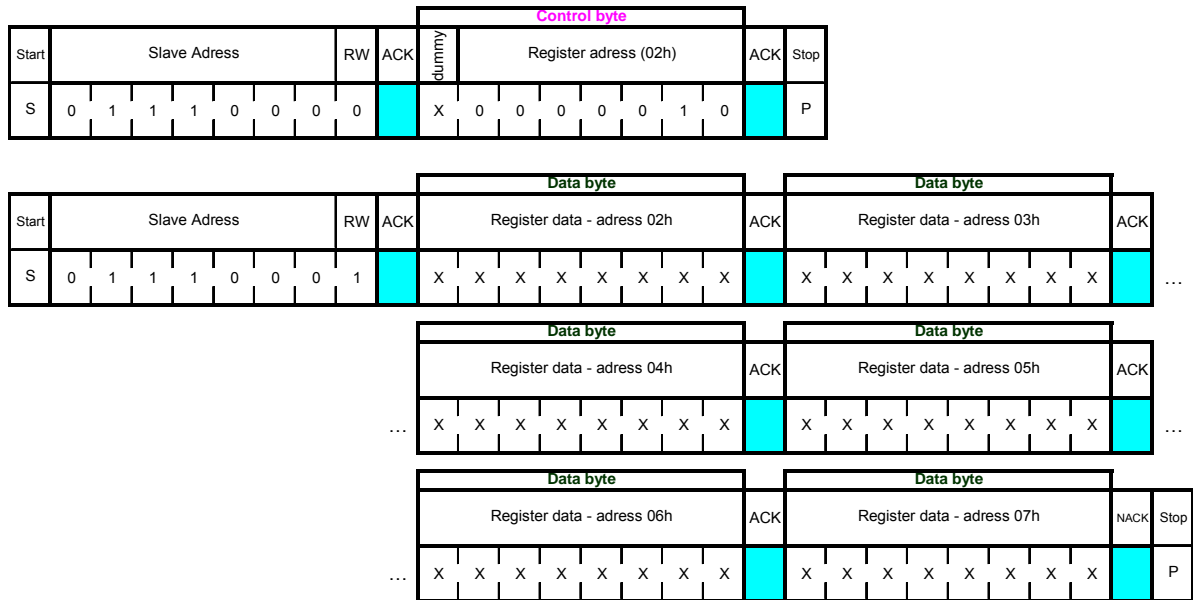 Control byte
Start Slave Adress RW ACK dummy Register adress (02h) ACK Stop
S 0 1 1 1 0 0 0 0 X 0 0 0 0 0 1 0 P
Data byte Data byte
Start Slave Adress RW ACK Register data - adress 02h ACK Register data - adress 03h ACK
S 0 1 1 1 0 0 0 1 X X X X X X X X X X X X X X X X ...
Data byte Data byte
Register data - adress 04h ACK Register data - adress 05h ACK
... X X X X X X X X X X X X X X X X ...
Data byte Data byte
Register data - adress 06h ACK Register data - adress 07h NACK Stop
... X X X X X X X X X X X X X X X X P